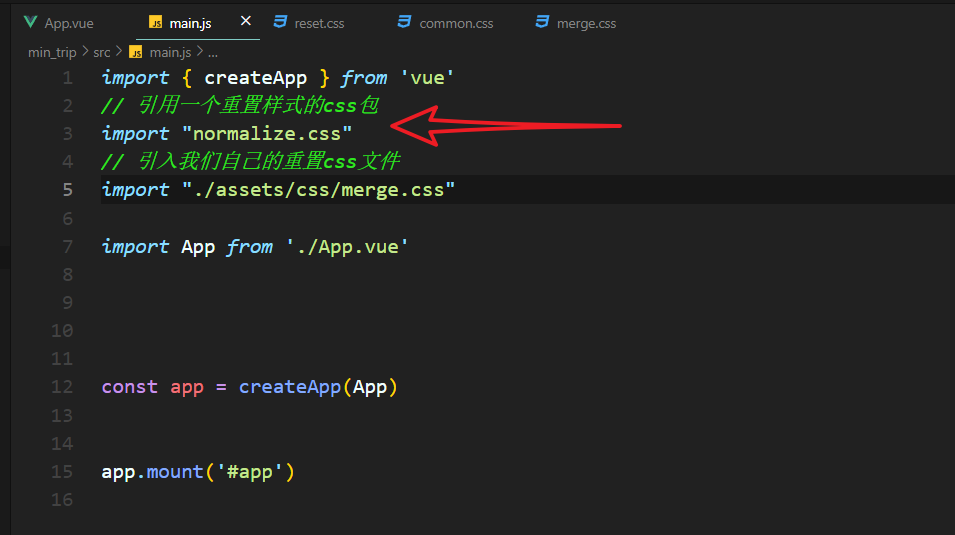 App.vue main.js × reset.css common.css merge.css
min_trip > src > JS main.js > ...
1 import { createApp } from 'vue'
2 // 引用一个重置样式的css包
3 import "normalize.css"
4 // 引入我们自己的重置css文件
5 import "./assets/css/merge.css"
6
7 import App from './App.vue'
8
9
10
11
12 const app = createApp(App)
13
14
15 app.mount('#app')
16